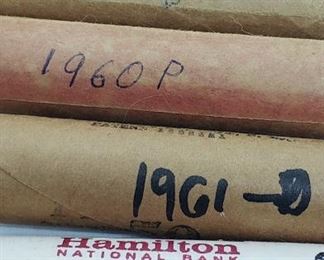 1960 P
1961-D
Hamilton
NATIONAL BANK